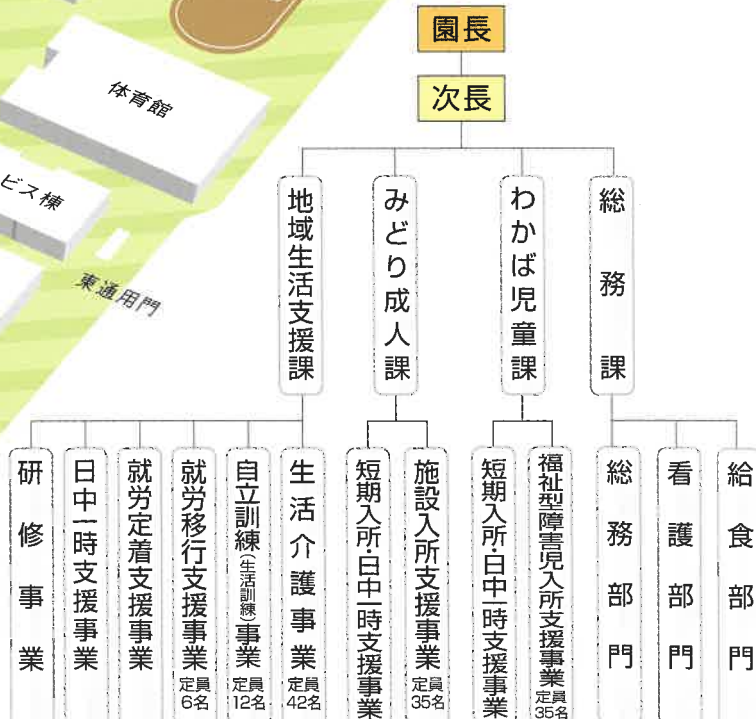 園長
次長
体育館
ビス棟
東通用門
地域生活支援課
みどり成人課
わかば児童課
総務課
研修事業
日中一時支援事業
就労定着支援事業
就労移行支援事業
定員
6名
自立訓練(生活訓練)事業
定員
12名
生活介護事業
定員
42名
短期入所・日中一時支援事業
施設入所支援事業
定員
35名
短期入所・日中一時支援事業
福祉型障害児入所支援事業
定員
35名
総務部門
看護部門
給食部門